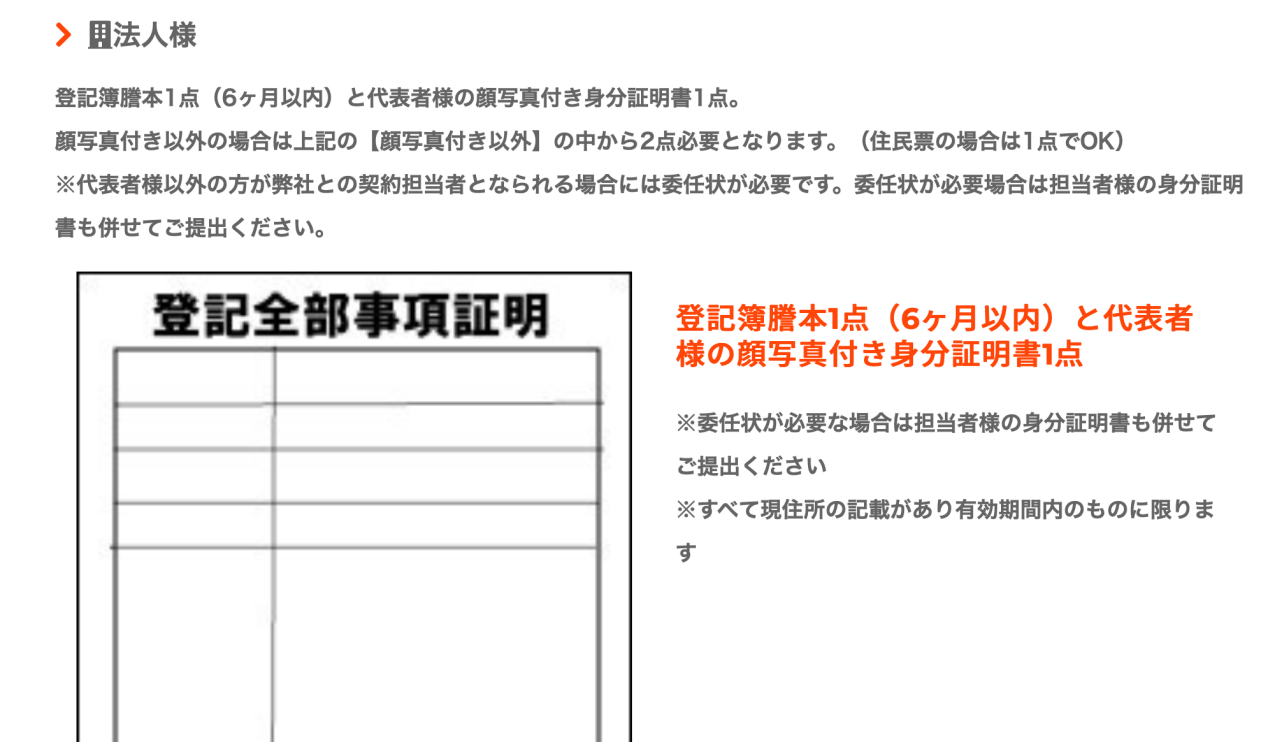 法人様
登記簿謄本1点（6ヶ月以内）と代表者様の顔写真付き身分証明書1点。
顔写真付き以外の場合は上記の【顔写真付き以外】の中から2点必要となります。（住民票の場合は1点でOK）
※代表者様以外の方が弊社との契約担当者となられる場合には委任状が必要です。委任状が必要場合は担当者様の身分証明
書も併せてご提出ください。
登記全部事項証明
登記簿謄本1点（6ヶ月以内）と代表者
様の顔写真付き身分証明書1点
※委任状が必要な場合は担当者様の身分証明書も併せて
ご提出ください
※すべて現住所の記載があり有効期間内のものに限りま
す